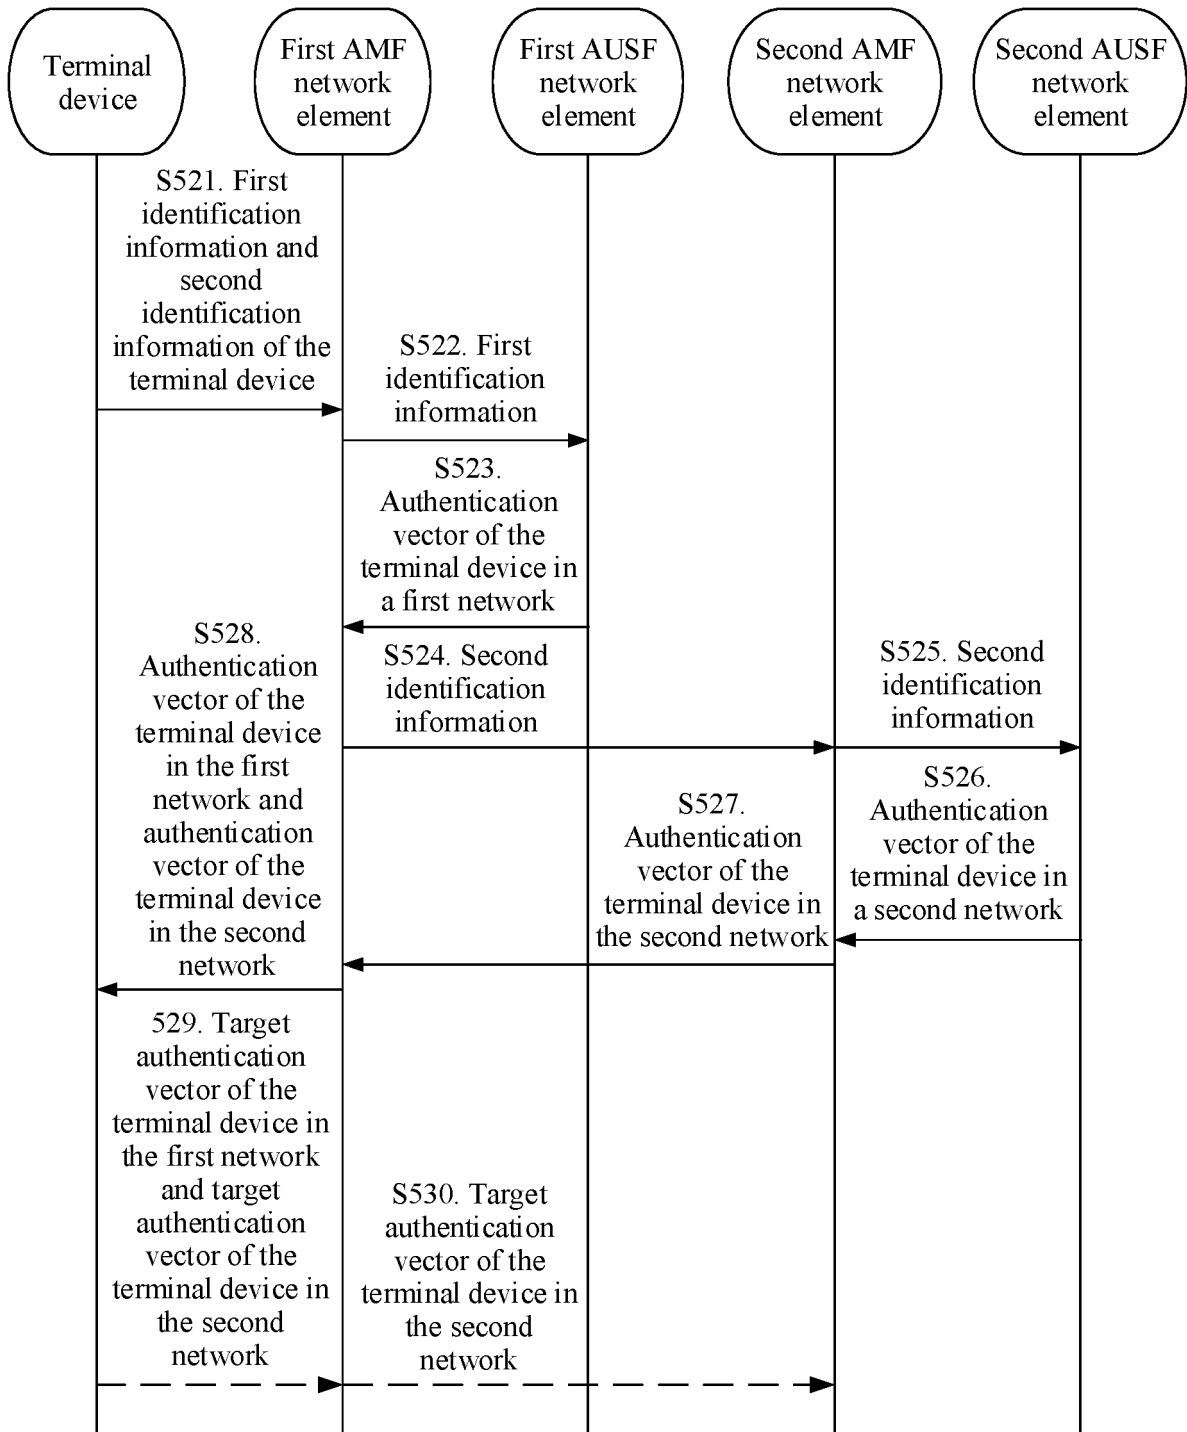 Terminal
device
First AMF
network
element
First AUSF
network
element
Second AMF
network
element
Second AUSF
network
element
S521. First
identification
information and
second
identification
information of the
terminal device
S522. First
identification
information
S523.
Authentication
vector of the
terminal device in
a first network
S524. Second
identification
information
S525. Second
identification
information
S526.
Authentication
vector of the
terminal device in
a second network
S527.
Authentication
vector of the
terminal device in
the second network
S528.
Authentication
vector of the
terminal device
in the first
network and
authentication
vector of the
terminal device
in the second
network
529. Target
authentication
vector of the
terminal device in
the first network
and target
authentication
vector of the
terminal device in
the second
network
S530. Target
authentication
vector of the
terminal device in
the second
network